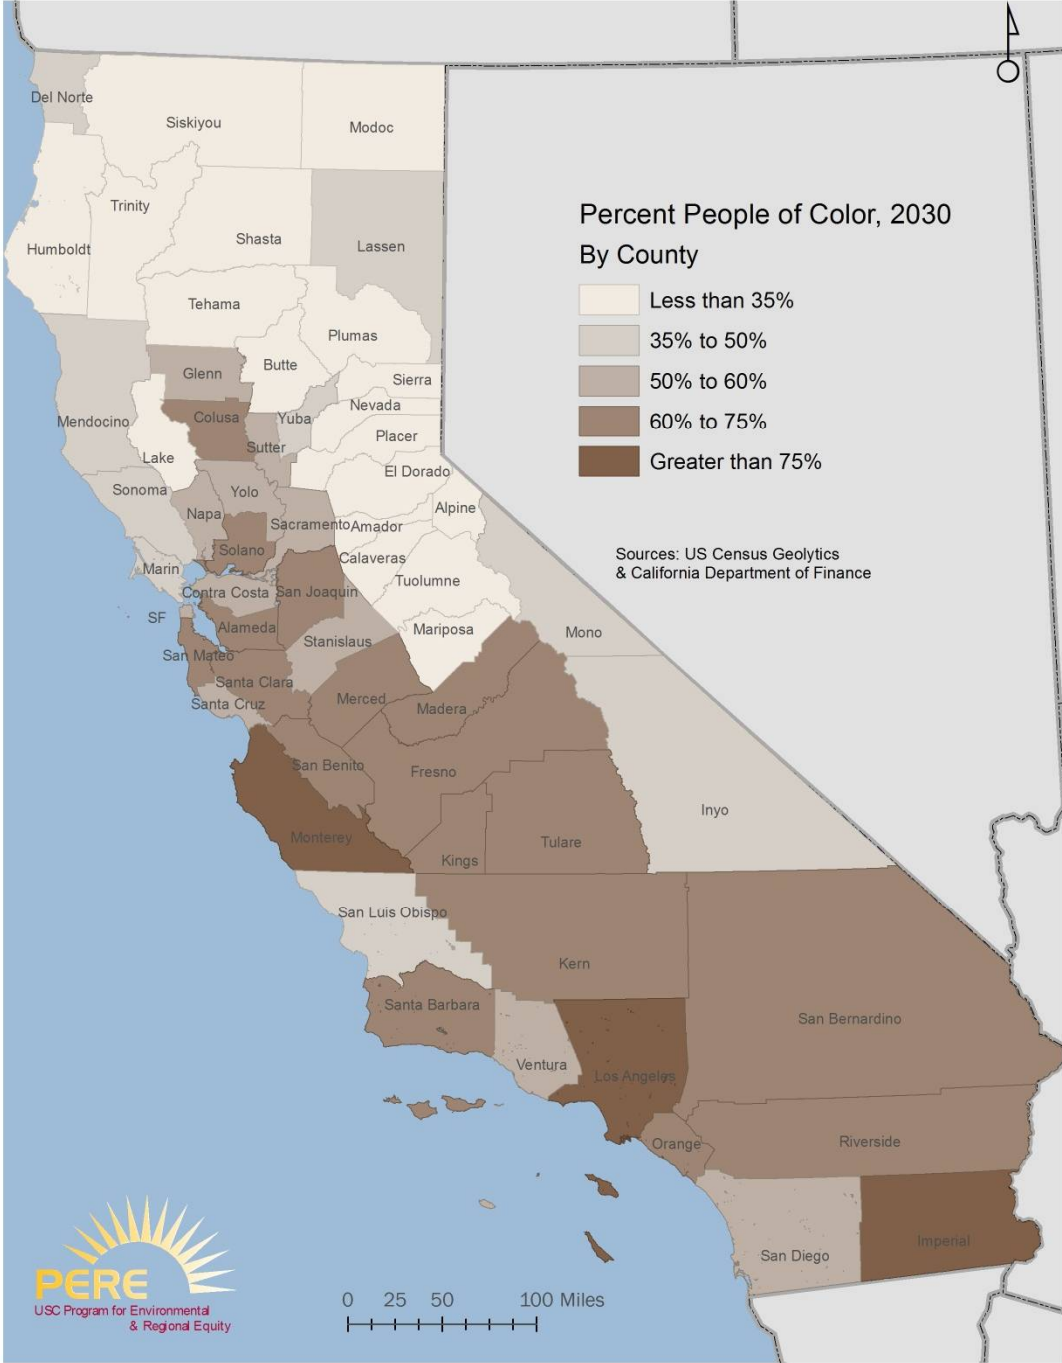 Del Norte
Siskiyou
Modoc
Trinity
Humboldt
Shasta
Lassen
Percent People of Color, 2030
By County
Less than 35%
35% to 50%
50% to 60%
60% to 75%
Greater than 75%
Sources: US Census Geolytics
& California Department of Finance
Tehama
Plumas
Butte
Glenn
Sierra
Mendocino
Colusa
Yuba
Nevada
Sutter
Placer
Lake
El Dorado
Sonoma
Yolo
Napa
Sacramento
Amador
Alpine
Solano
Marin
Calaveras
Tuolumne
Contra Costa
San Joaquin
SF
Alameda
Stanislaus
Mariposa
Mono
San Mateo
Santa Clara
Santa Cruz
Merced
Madera
San Benito
Fresno
Inyo
Monterey
Kings
Tulare
San Luis Obispo
Kern
Santa Barbara
San Bernardino
Ventura
Los Angeles
Orange
Riverside
San Diego
Imperial
PERE
USC Program for Environmental
& Regional Equity
0 25 50 100 Miles